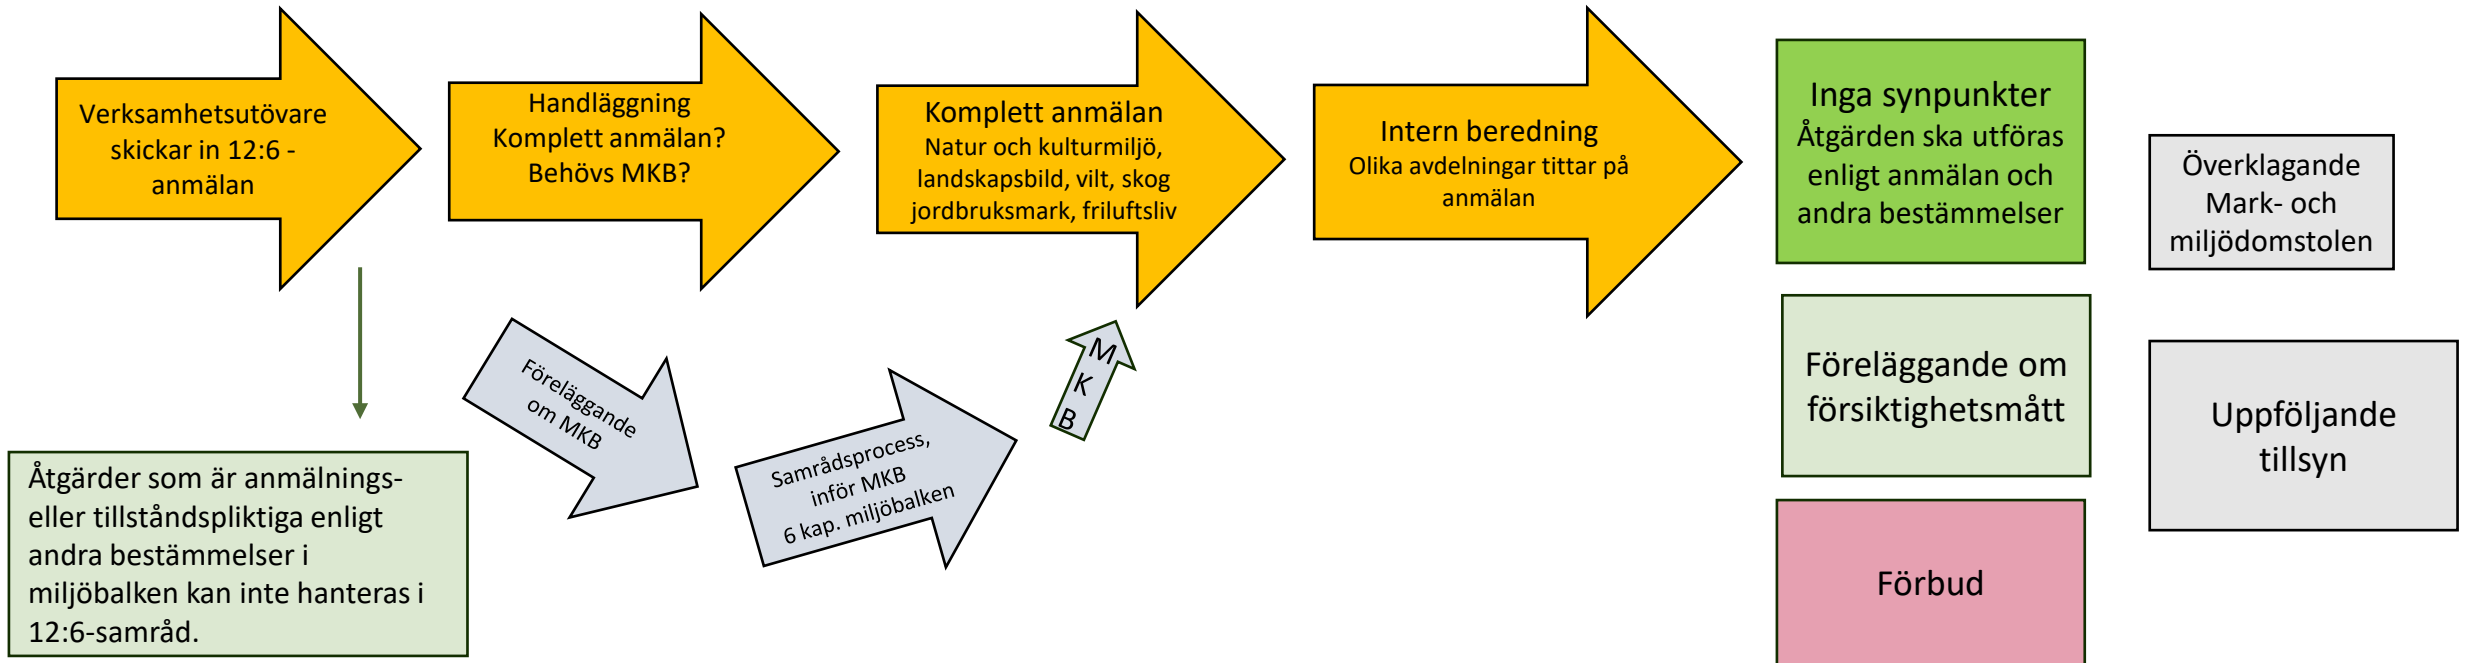 Verksamhetsutövare
skickar in 12:6 -
anmälan
Handläggning
Komplett anmälan?
Behövs MKB?
Komplett anmälan
Natur och kulturmiljö,
landskapsbild, vilt, skog
jordbruksmark, friluftsliv
Intern beredning
Olika avdelningar tittar på
anmälan
Inga synpunkter
Åtgärden ska utföras
enligt anmälan och
andra bestämmelser
Överklagande
Mark- och
miljödomstolen
Föreläggande
om MKB
Samrådsprocess,
inför MKB
6 kap. miljöbalken
M
K
B
Föreläggande om
försiktighetsmått
Uppföljande
tillsyn
Åtgärder som är anmälnings-
eller tillståndspliktiga enligt
andra bestämmelser i
miljöbalken kan inte hanteras i
12:6-samråd.
Förbud